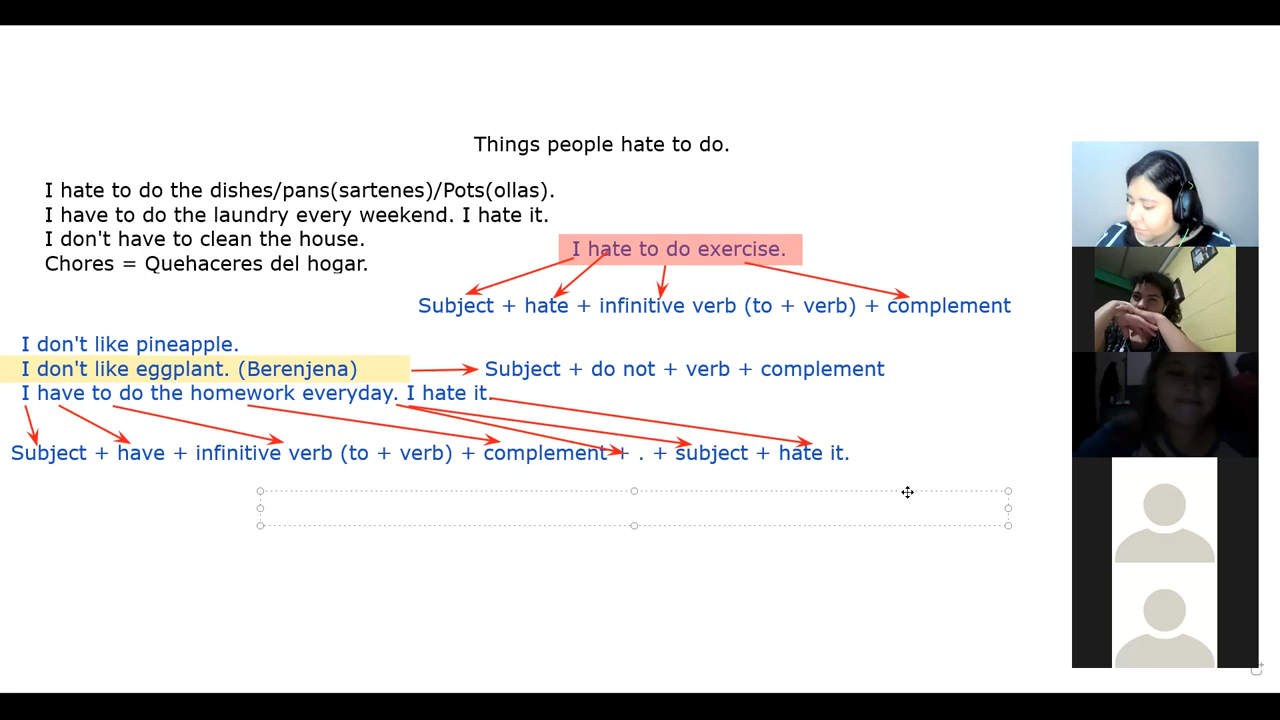 Things people hate to do.
I hate to do the dishes/pans(sartenes)/Pots(ollas).
I have to do the laundry every weekend. I hate it.
I don't have to clean the house.
Chores = Quehaceres del hogar.
I hate to do exercise.
Subject + hate + infinitive verb (to + verb) + complement
I don't like pineapple.
I don't like eggplant. (Berenjena)
Subject + do not + verb + complement
I have to do the homework everyday. I hate it.
Subject + have + infinitive verb (to + verb) + complement + . + subject + hate it.